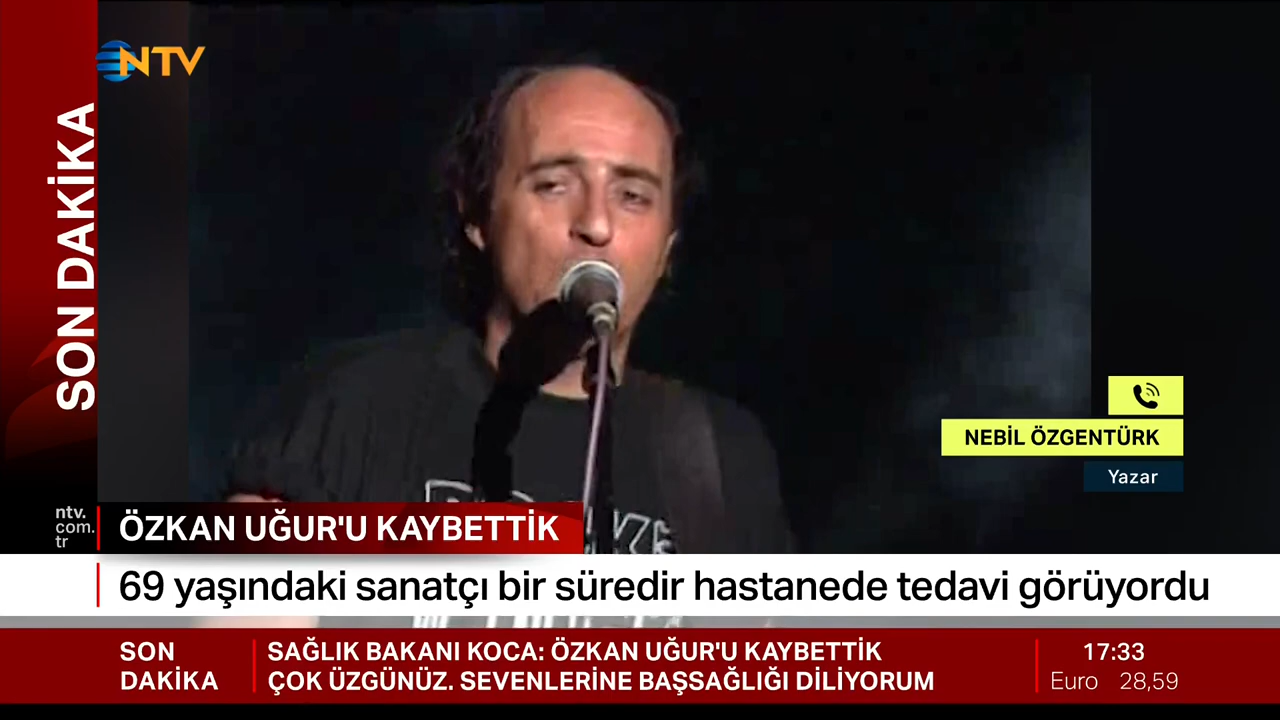 NTV
SON DAKİKA
NEBİL ÖZGENTÜRK
Yazar
ntv.
com.
tr
ÖZKAN UĞUR'U KAYBETTİK
69 yaşındaki sanatçı bir süredir hastanede tedavi görüyordu
SON
DAKİKA
SAĞLIK BAKANI KOCA: ÖZKAN UĞUR'U KAYBETTİK
ÇOK ÜZGÜNÜZ. SEVENLERİNE BAŞSAĞLIĞI DİLİYORUM
17:33
Euro 28,59